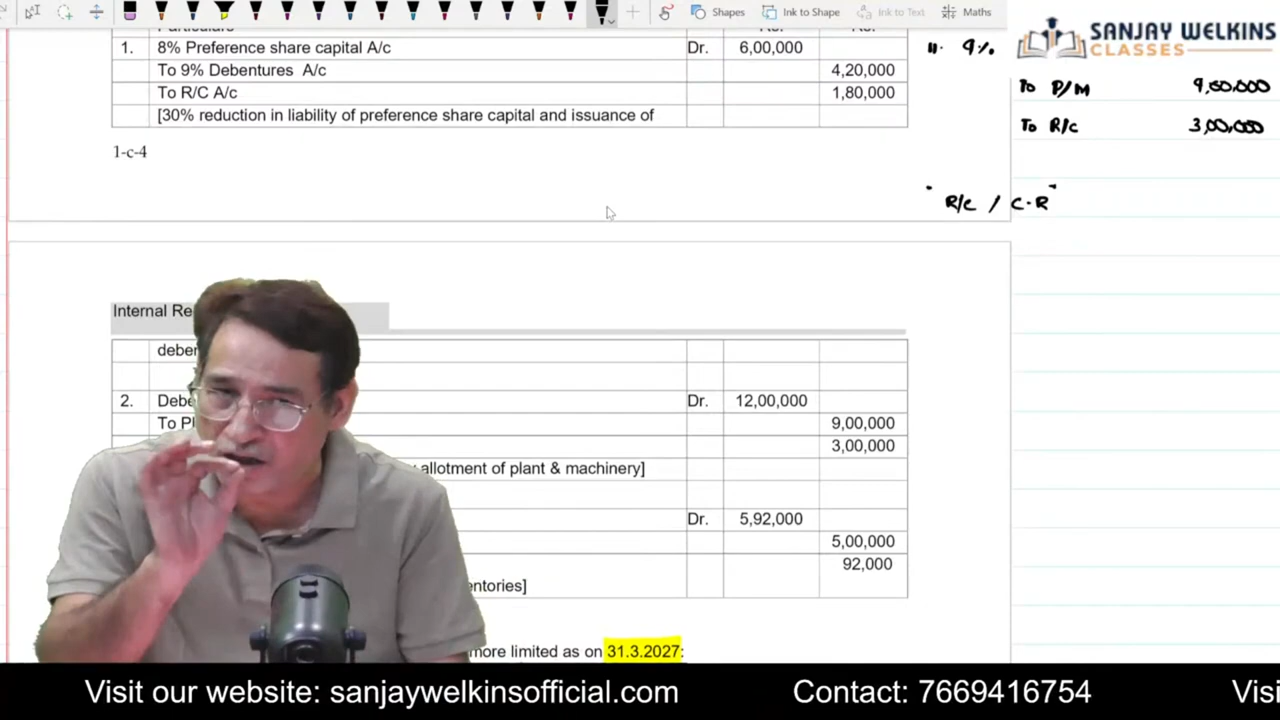 Shapes Ink to Shape Ink to Text Maths
SANJAY WELKINS
CLASSES
Particulars Rs. Rs.
1. 8% Preference share capital A/c Dr. 6,00,000
To 9% Debentures A/c 4,20,000
To R/C A/c 1,80,000
[30% reduction in liability of preference share capital and issuance of
9%
To P/M 9,00,000
To R/C 3,00,000
1-c-4
R/C / C.R
Internal Re
deber
2. Debe Dr. 12,00,000
To Pl 9,00,000
3,00,000
allotment of plant & machinery]
Dr. 5,92,000
5,00,000
92,000
entories]
more limited as on 31.3.2027:
Visit our website: sanjaywelkinsofficial.com Contact: 7669416754 Visi